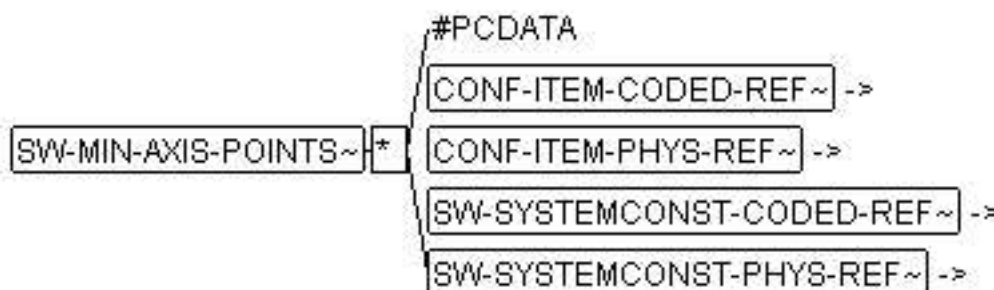 #PCDATA
CONF-ITEM-CODED-REF~ ->
SW-MIN-AXIS-POINTS~ * CONF-ITEM-PHYS-REF~ ->
SW-SYSTEMCONST-CODED-REF~ ->
SW-SYSTEMCONST-PHYS-REF~ ->